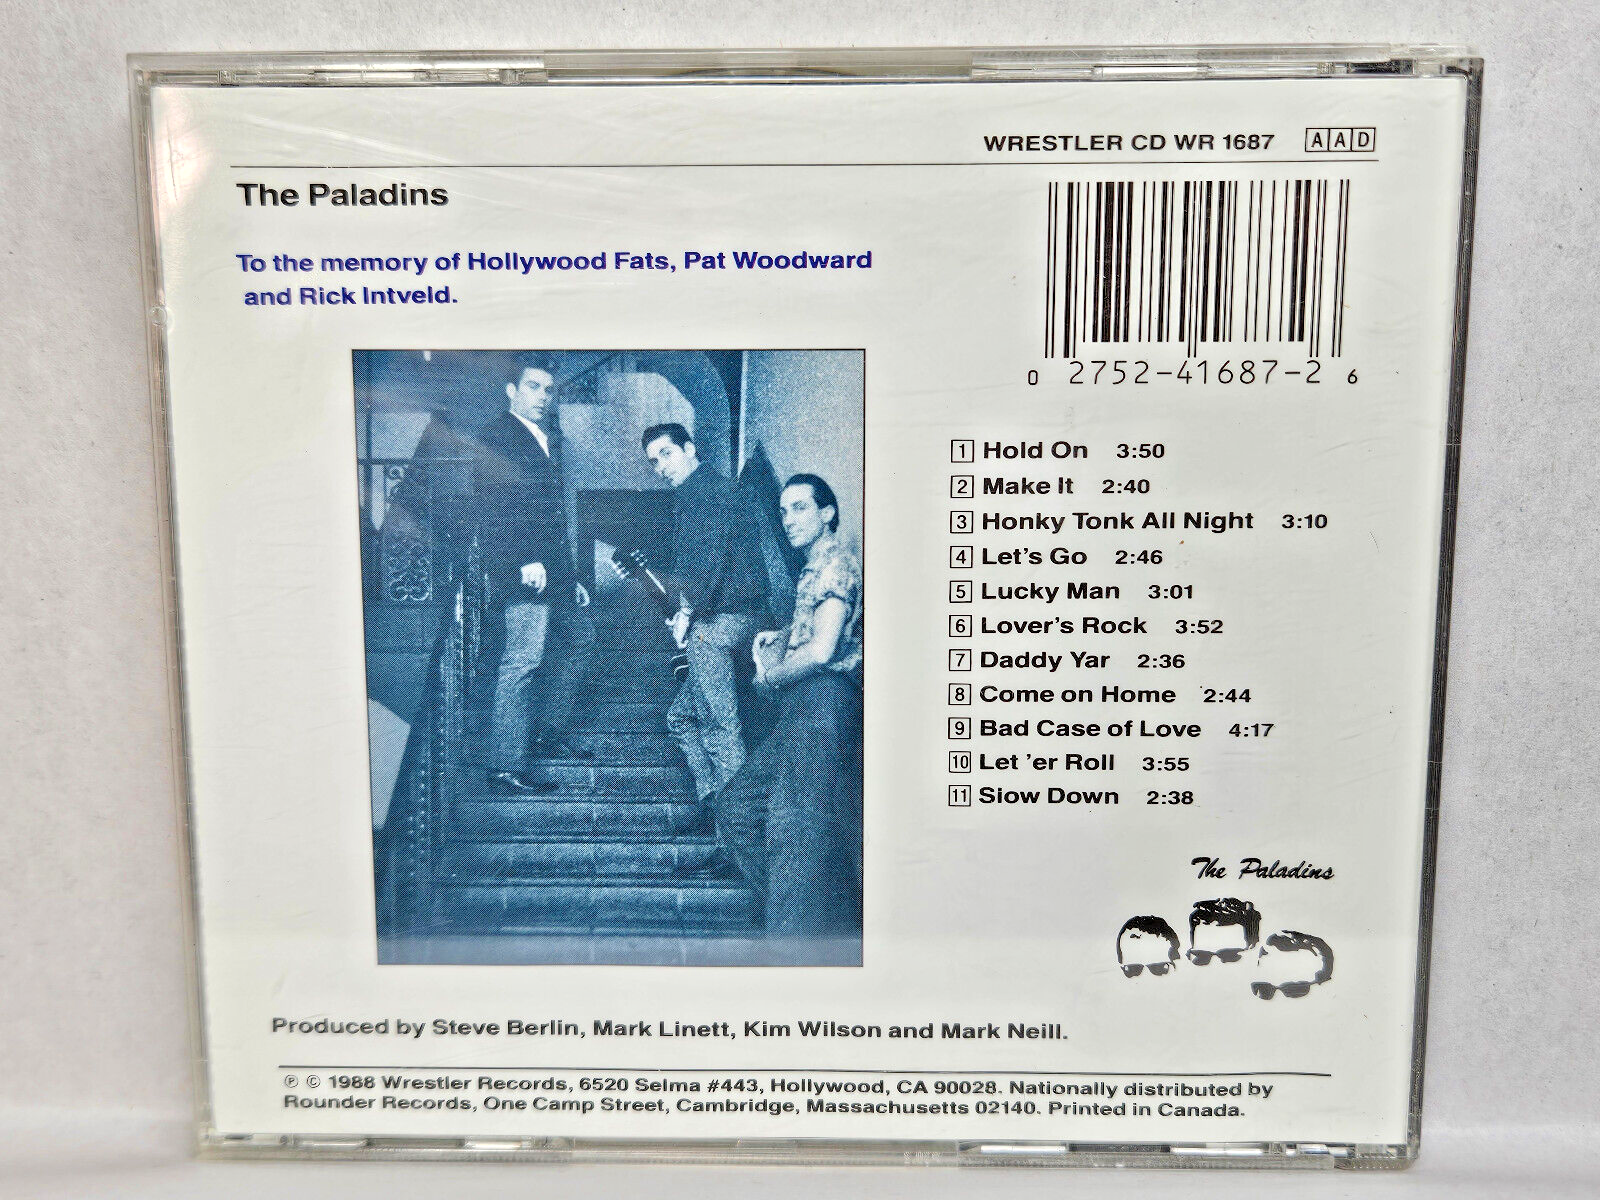 WRESTLER CD WR 1687 AAD
The Paladins
To the memory of Hollywood Fats, Pat Woodward
and Rick Intveld.
0 2752-41687-2 6
1 Hold On 3:50
2 Make It 2:40
3 Honky Tonk All Night 3:10
4 Let's Go 2:46
5 Lucky Man 3:01
6 Lover's Rock 3:52
7 Daddy Yar 2:36
8 Come on Home 2:44
9 Bad Case of Love 4:17
10 Let 'er Roll 3:55
11 Slow Down 2:38
The Paladins
Produced by Steve Berlin, Mark Linett, Kim Wilson and Mark Neill.
℗ © 1988 Wrestler Records, 6520 Selma #443, Hollywood, CA 90028. Nationally distributed by
Rounder Records, One Camp Street, Cambridge, Massachusetts 02140. Printed in Canada.